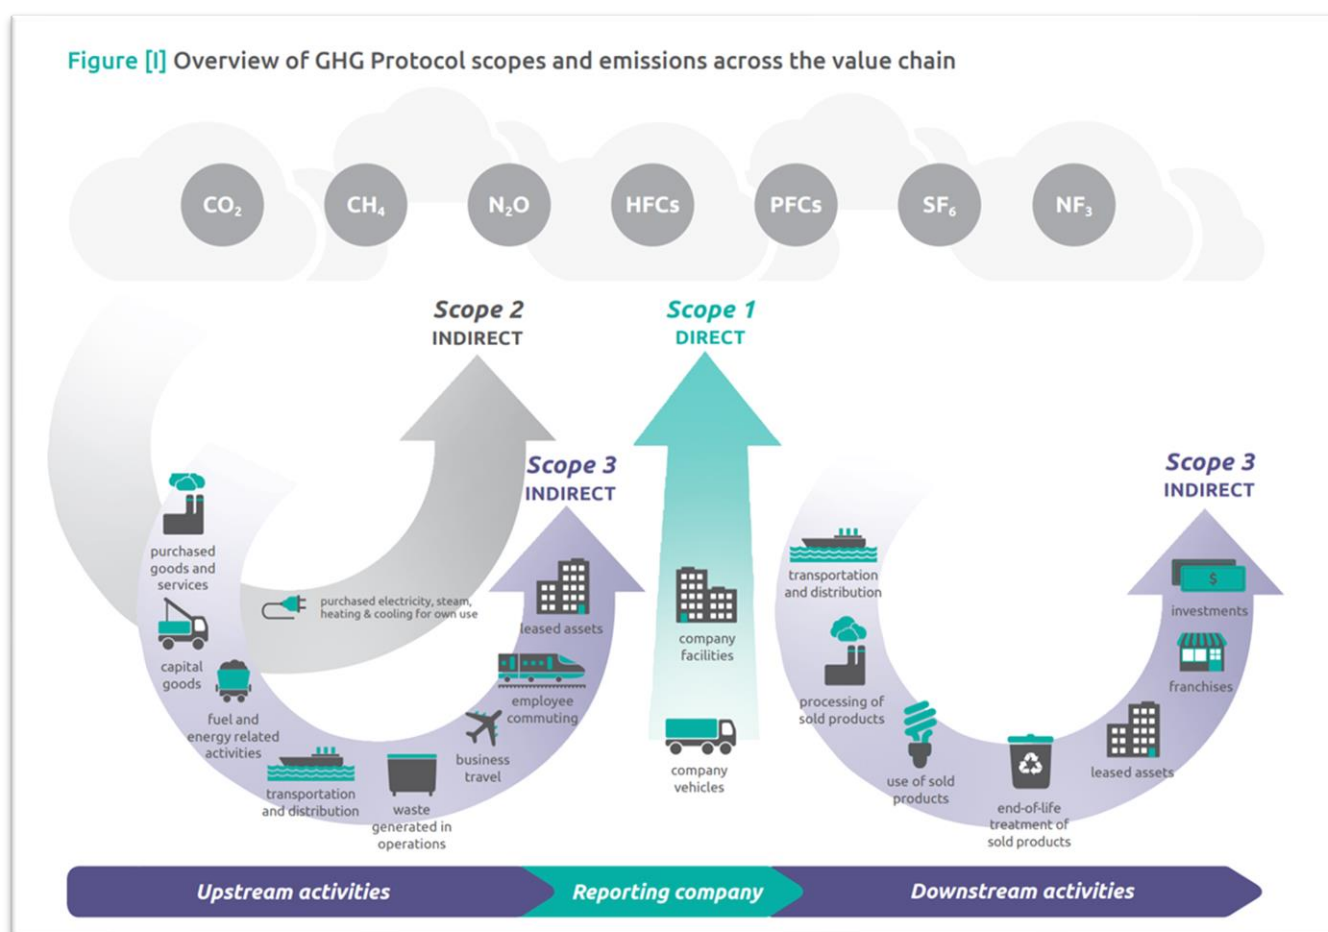 Figure [I] Overview of GHG Protocol scopes and emissions across the value chain
CO₂
CH₄
N₂O
HFCs
PFCs
SF₆
NF₃
Scope 2
INDIRECT
Scope 1
DIRECT
Scope 3
INDIRECT
Scope 3
INDIRECT
purchased
goods and
services
capital
goods
fuel and
energy related
activities
transportation
and distribution
waste
generated in
operations
business
travel
employee
commuting
leased assets
purchased electricity, steam,
heating & cooling for own use
company
facilities
company
vehicles
transportation
and distribution
processing of
sold products
use of sold
products
end-of-life
treatment of
sold products
leased assets
franchises
investments
$
Upstream activities
Reporting company
Downstream activities